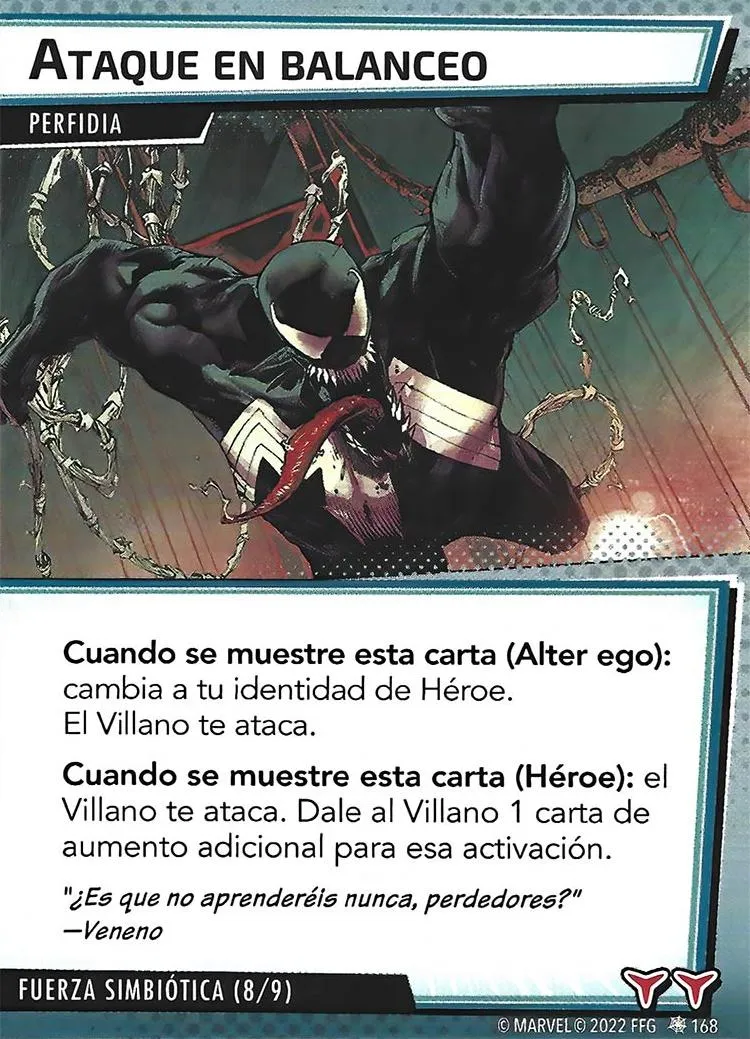 ATAQUE EN BALANCEO
PERFIDIA
Cuando se muestre esta carta (Alter ego):
cambia a tu identidad de Héroe.
El Villano te ataca.
Cuando se muestre esta carta (Héroe): el
Villano te ataca. Dale al Villano 1 carta de
aumento adicional para esa activación.
"¿Es que no aprenderéis nunca, perdedores?"
—Veneno
FUERZA SIMBIÓTICA (8/9)
© MARVEL © 2022 FFG 168